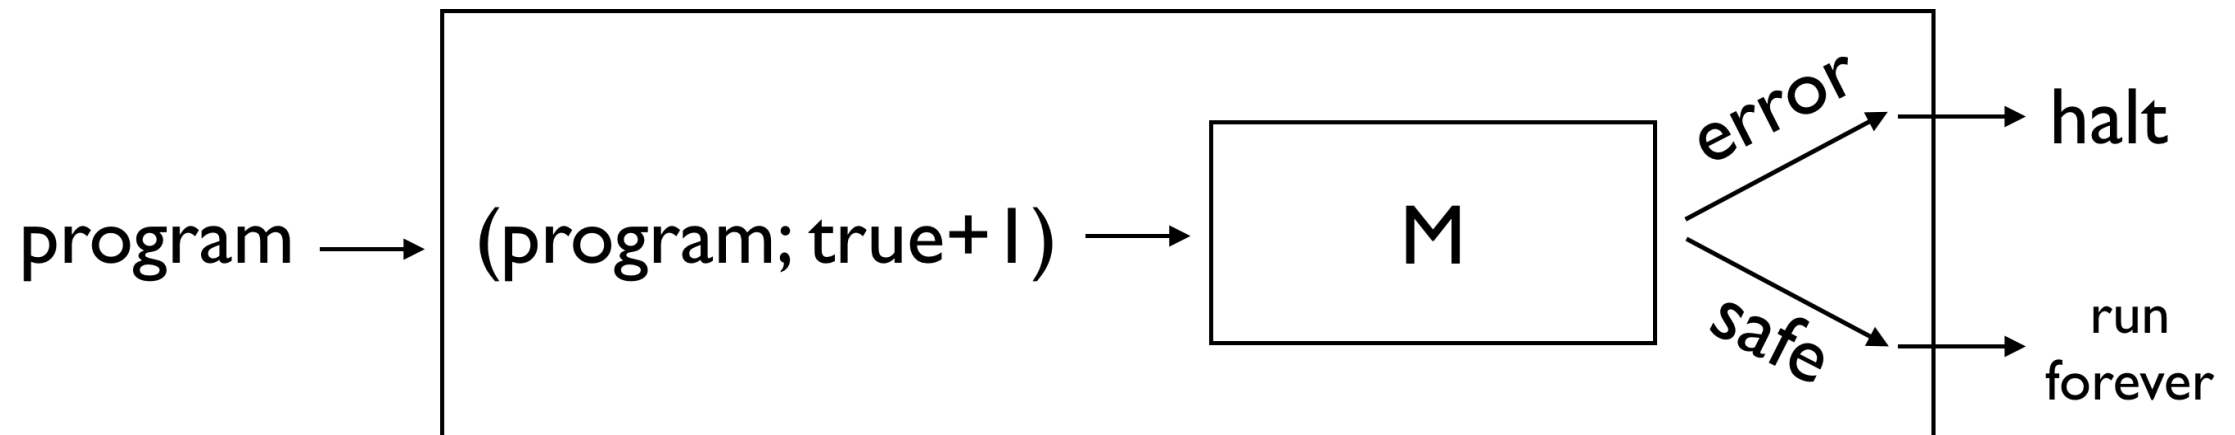 program
(program; true+1)
M
error
safe
halt
run
forever